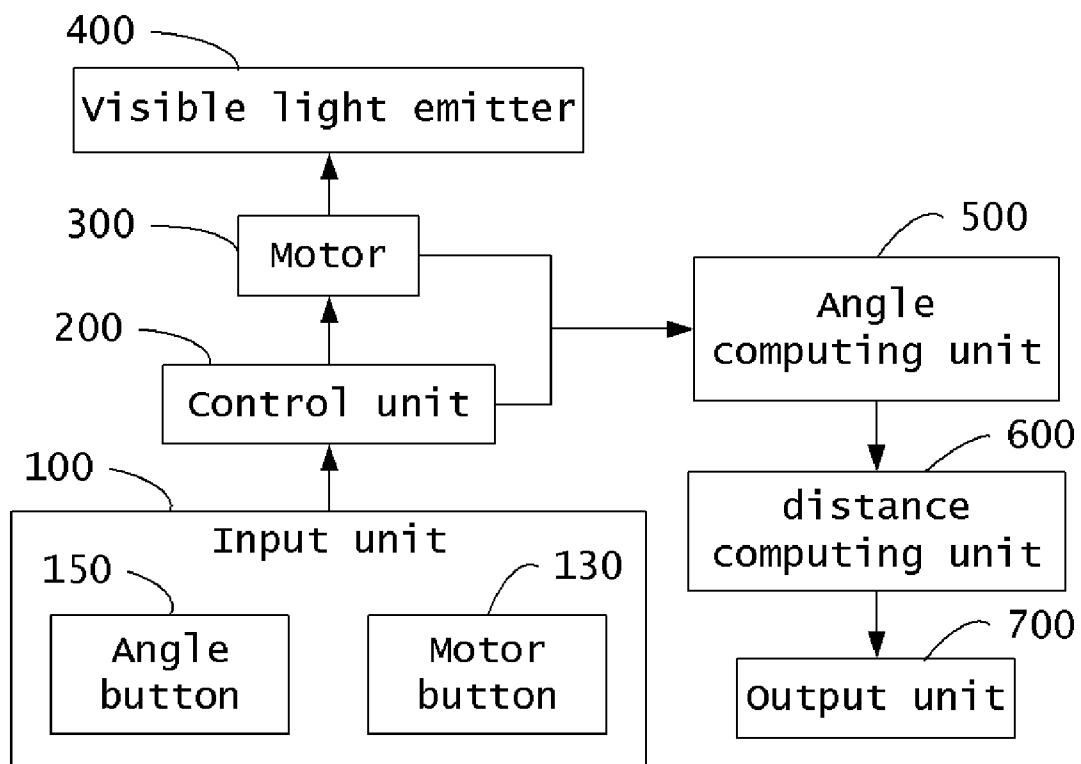 400
Visible light emitter
300
Motor
500
Angle
computing unit
200
Control unit
600
distance
computing unit
100
Input unit
150
130
Angle
button
Motor
button
700
Output unit